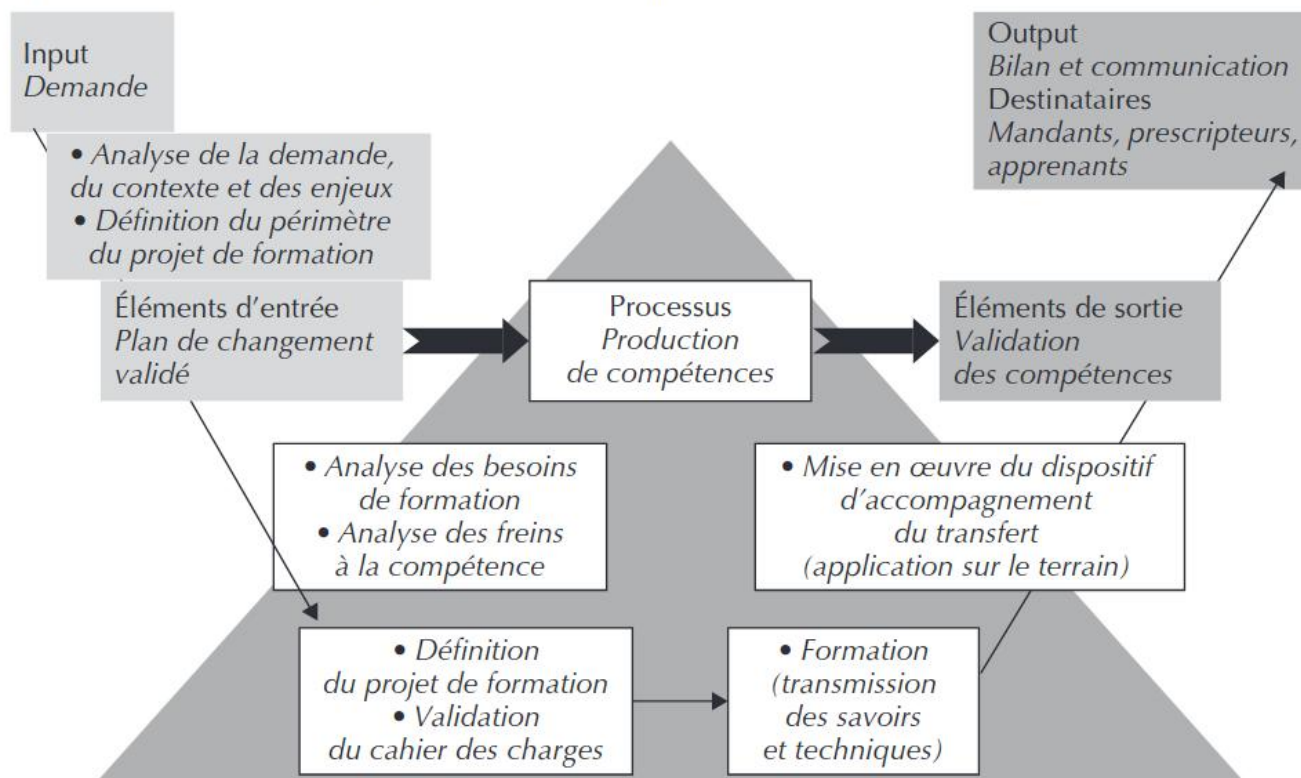 Input
Demande
• Analyse de la demande,
du contexte et des enjeux
• Définition du périmètre
du projet de formation
Éléments d'entrée
Plan de changement
validé
Processus
Production
de compétences
Éléments de sortie
Validation
des compétences
Output
Bilan et communication
Destinataires
Mandants, prescripteurs,
apprenants
• Analyse des besoins
de formation
• Analyse des freins
à la compétence
• Mise en œuvre du dispositif
d'accompagnement
du transfert
(application sur le terrain)
• Définition
du projet de formation
• Validation
du cahier des charges
• Formation
(transmission
des savoirs
et techniques)